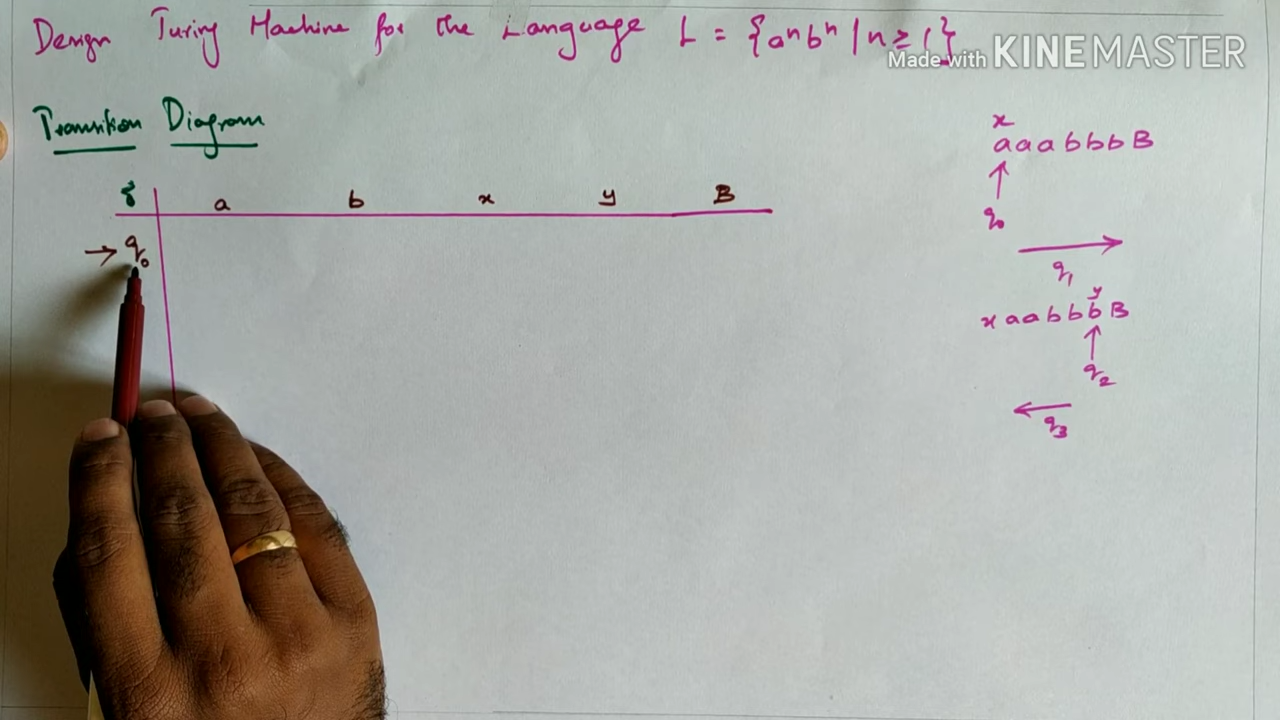 Design Turing Machine for the Language L = {aⁿbⁿ | n ≥ 1}
Made with KINEMASTER
Transition Diagram
x
aaabbbB
δ a b x y B
q₀
→ q₀
q₁
y
xaabbbB
q₂
q₃